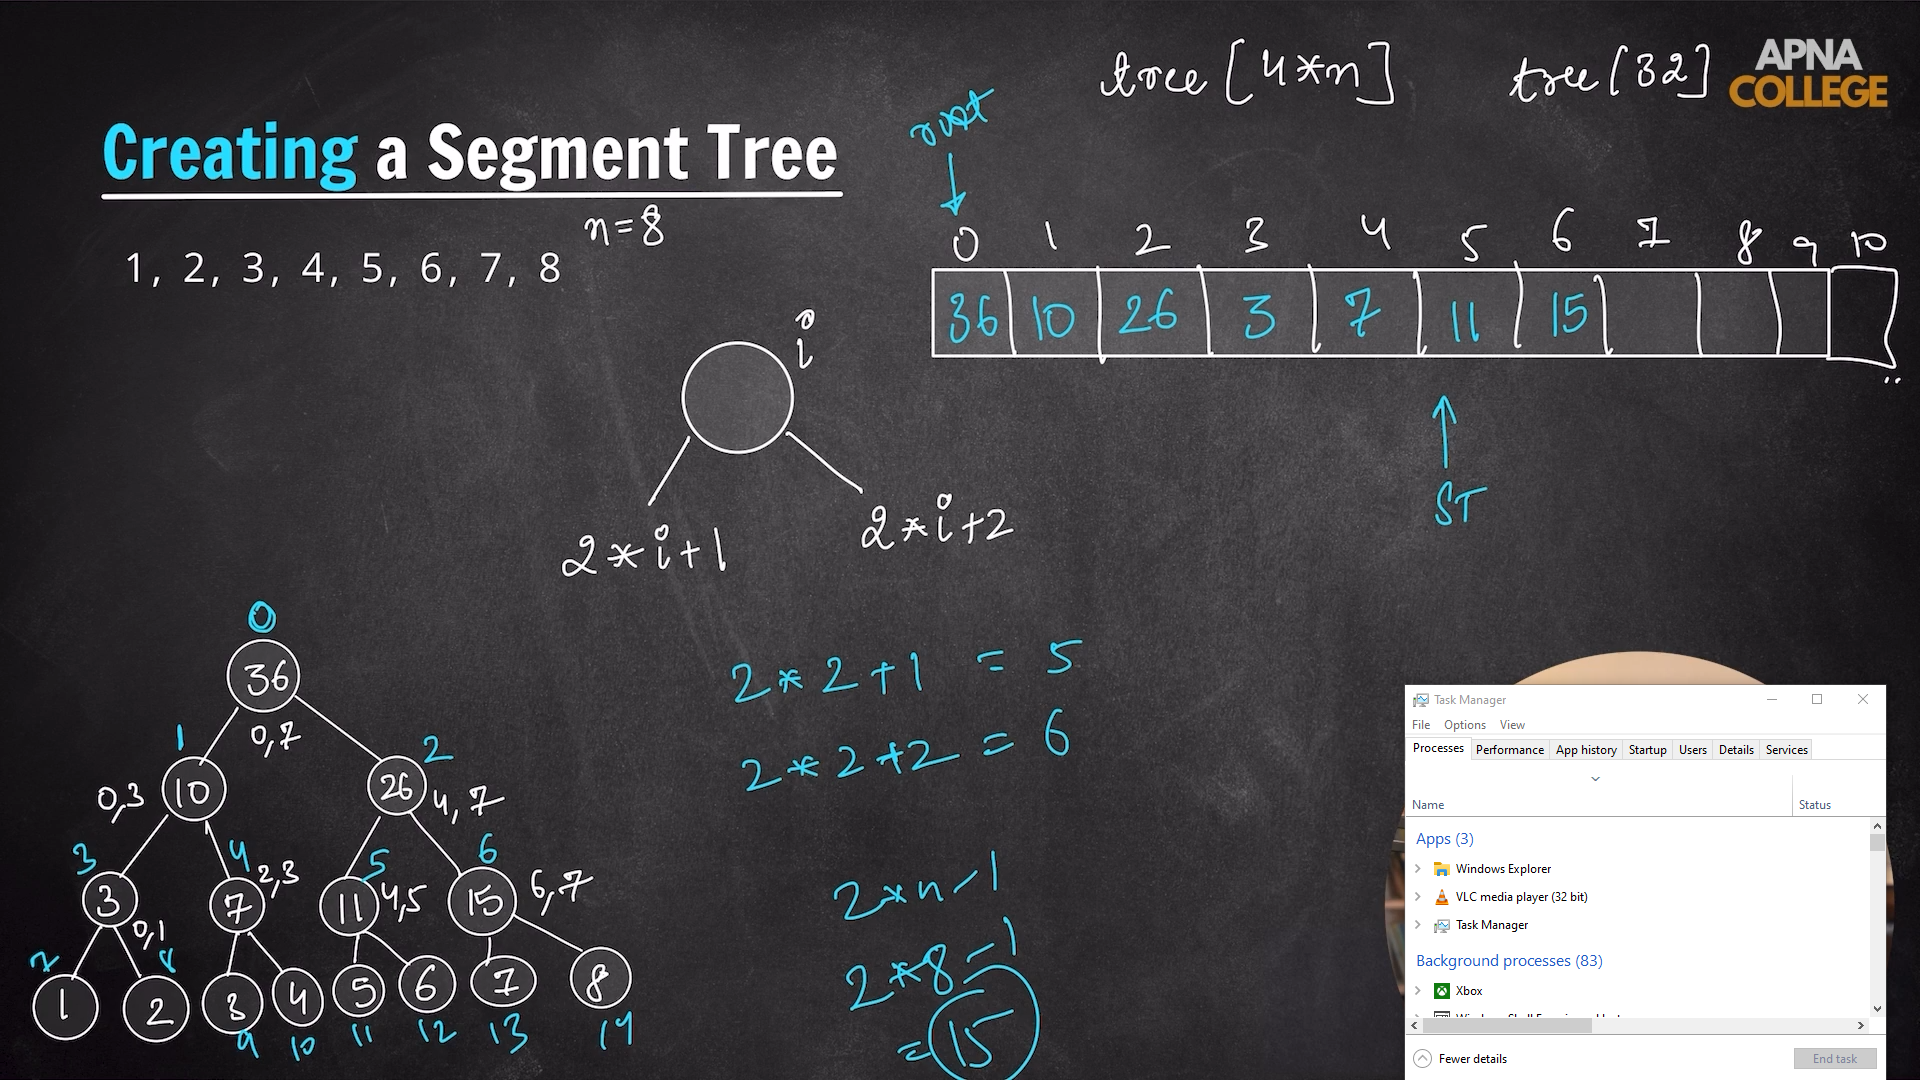 tree[4*n]
tree[32]
APNA
COLLEGE
root
Creating a Segment Tree
n=8
1, 2, 3, 4, 5, 6, 7, 8
0 1 2 3 4 5 6 7 8 9 10
36 10 26 3 7 11 15
i
ST
2*i+1
2*i+2
0
36
0,7
1
2
10
0,3
26
4,7
3
4
5
6
3
0,1
7
2,3
11
4,5
15
6,7
7
8
1
2
3
4
5
6
7
8
9
10
11
12
13
14
2*2+1 = 5
2*2+2 = 6
2*n-1
2*8-1
=15
Task Manager
File Options View
Processes Performance App history Startup Users Details Services
Name Status
Apps (3)
Windows Explorer
VLC media player (32 bit)
Task Manager
Background processes (83)
Xbox
Fewer details
End task